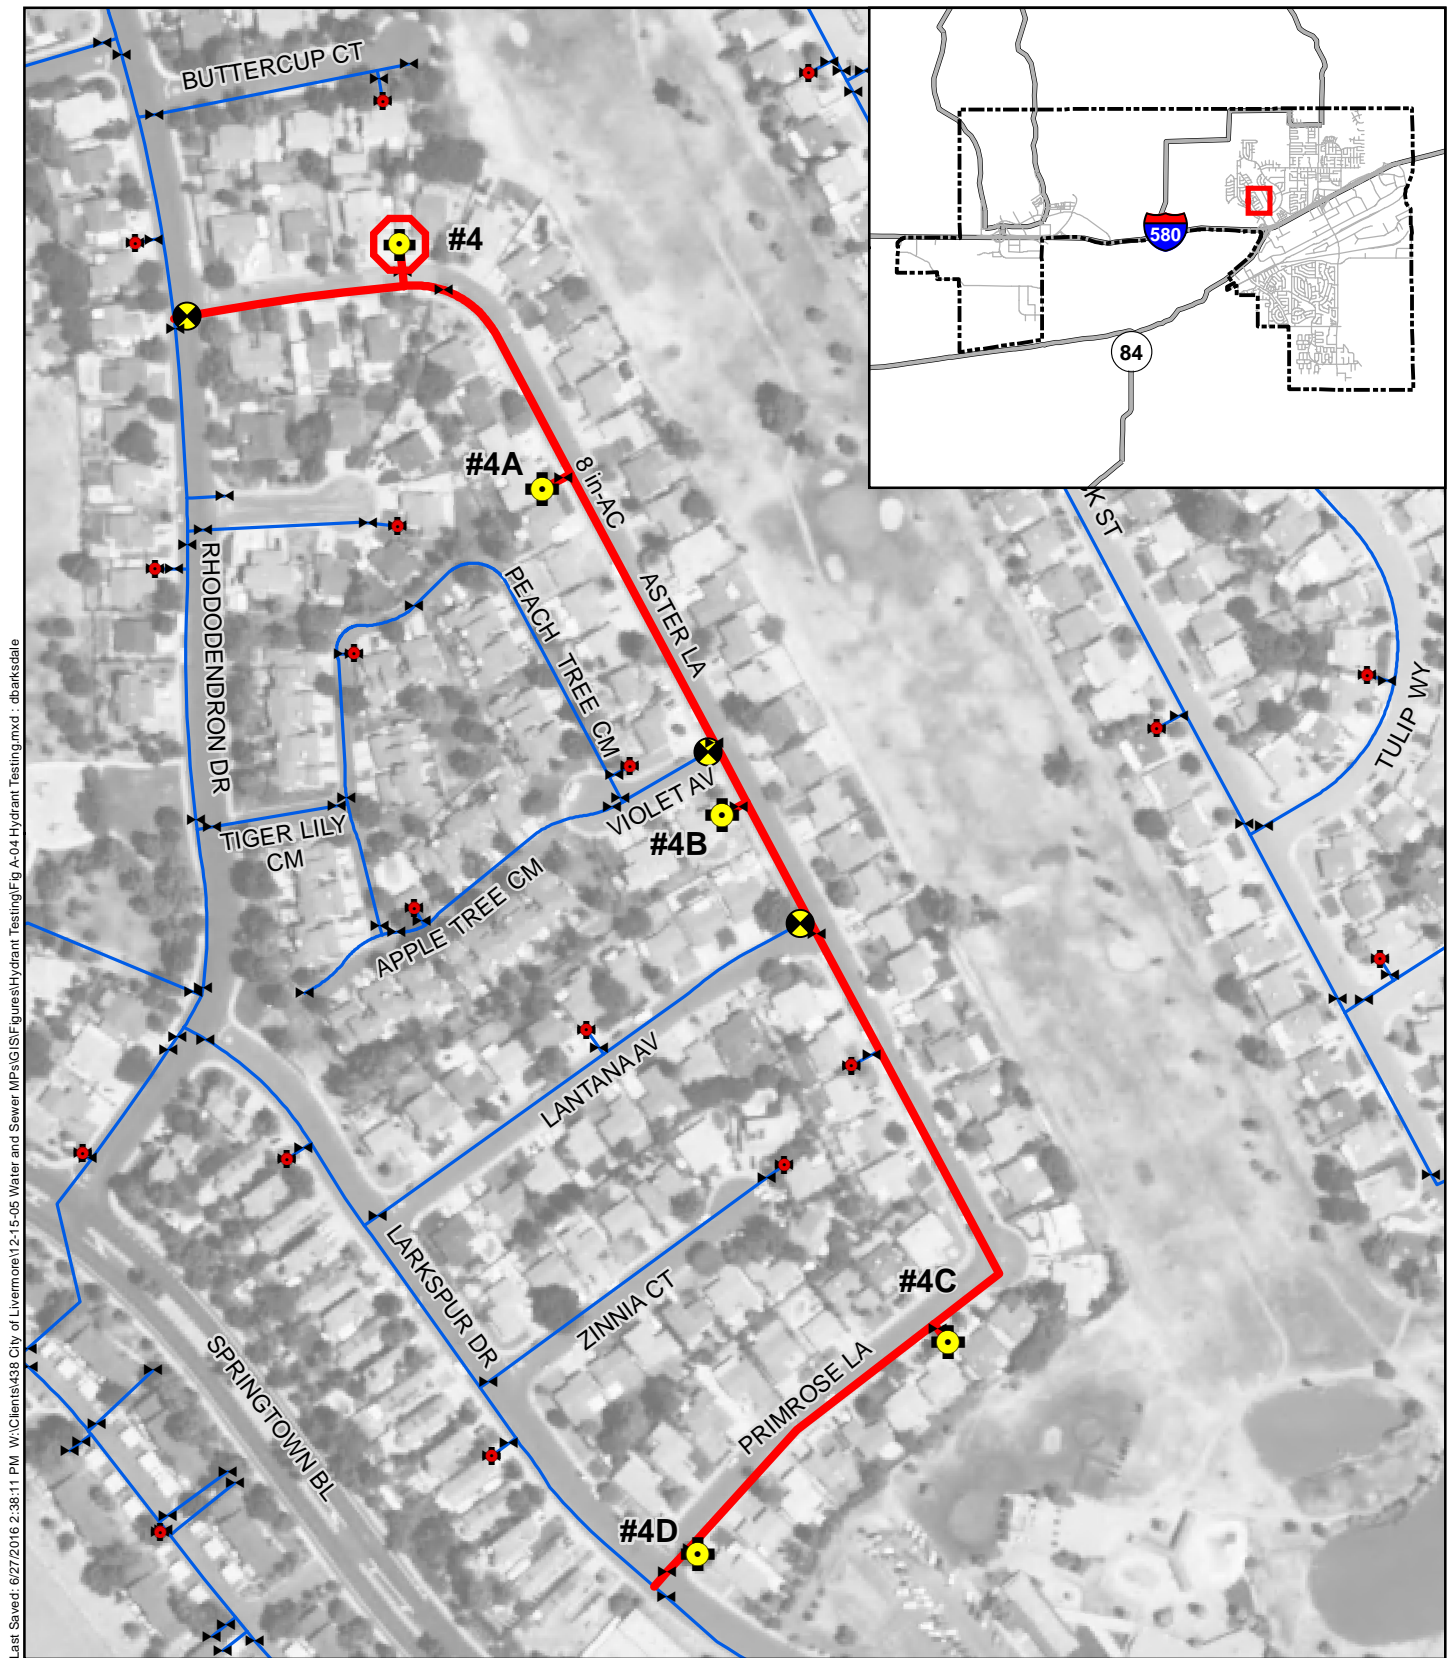 BUTTERCUP CT
#4
580
84
#4A
8 in-AC
K ST
RHODODENDRON DR
PEACH TREE CM
ASTER LA
TULIP WY
VIOLET AV
TIGER LILY
CM
#4B
APPLE TREE CM
LANTANA AV
LARKSPUR DR
#4C
ZINNIA CT
SPRINGTOWN BL
PRIMROSE LA
#4D
Last Saved: 6/27/2016 2:38:11 PM W:\Clients\438 City of Livermore\12-15-05 Water and Sewer MPs\GIS\Figures\Hydrant Testing\Fig A-04 Hydrant Testing.mxd : dbarksdale